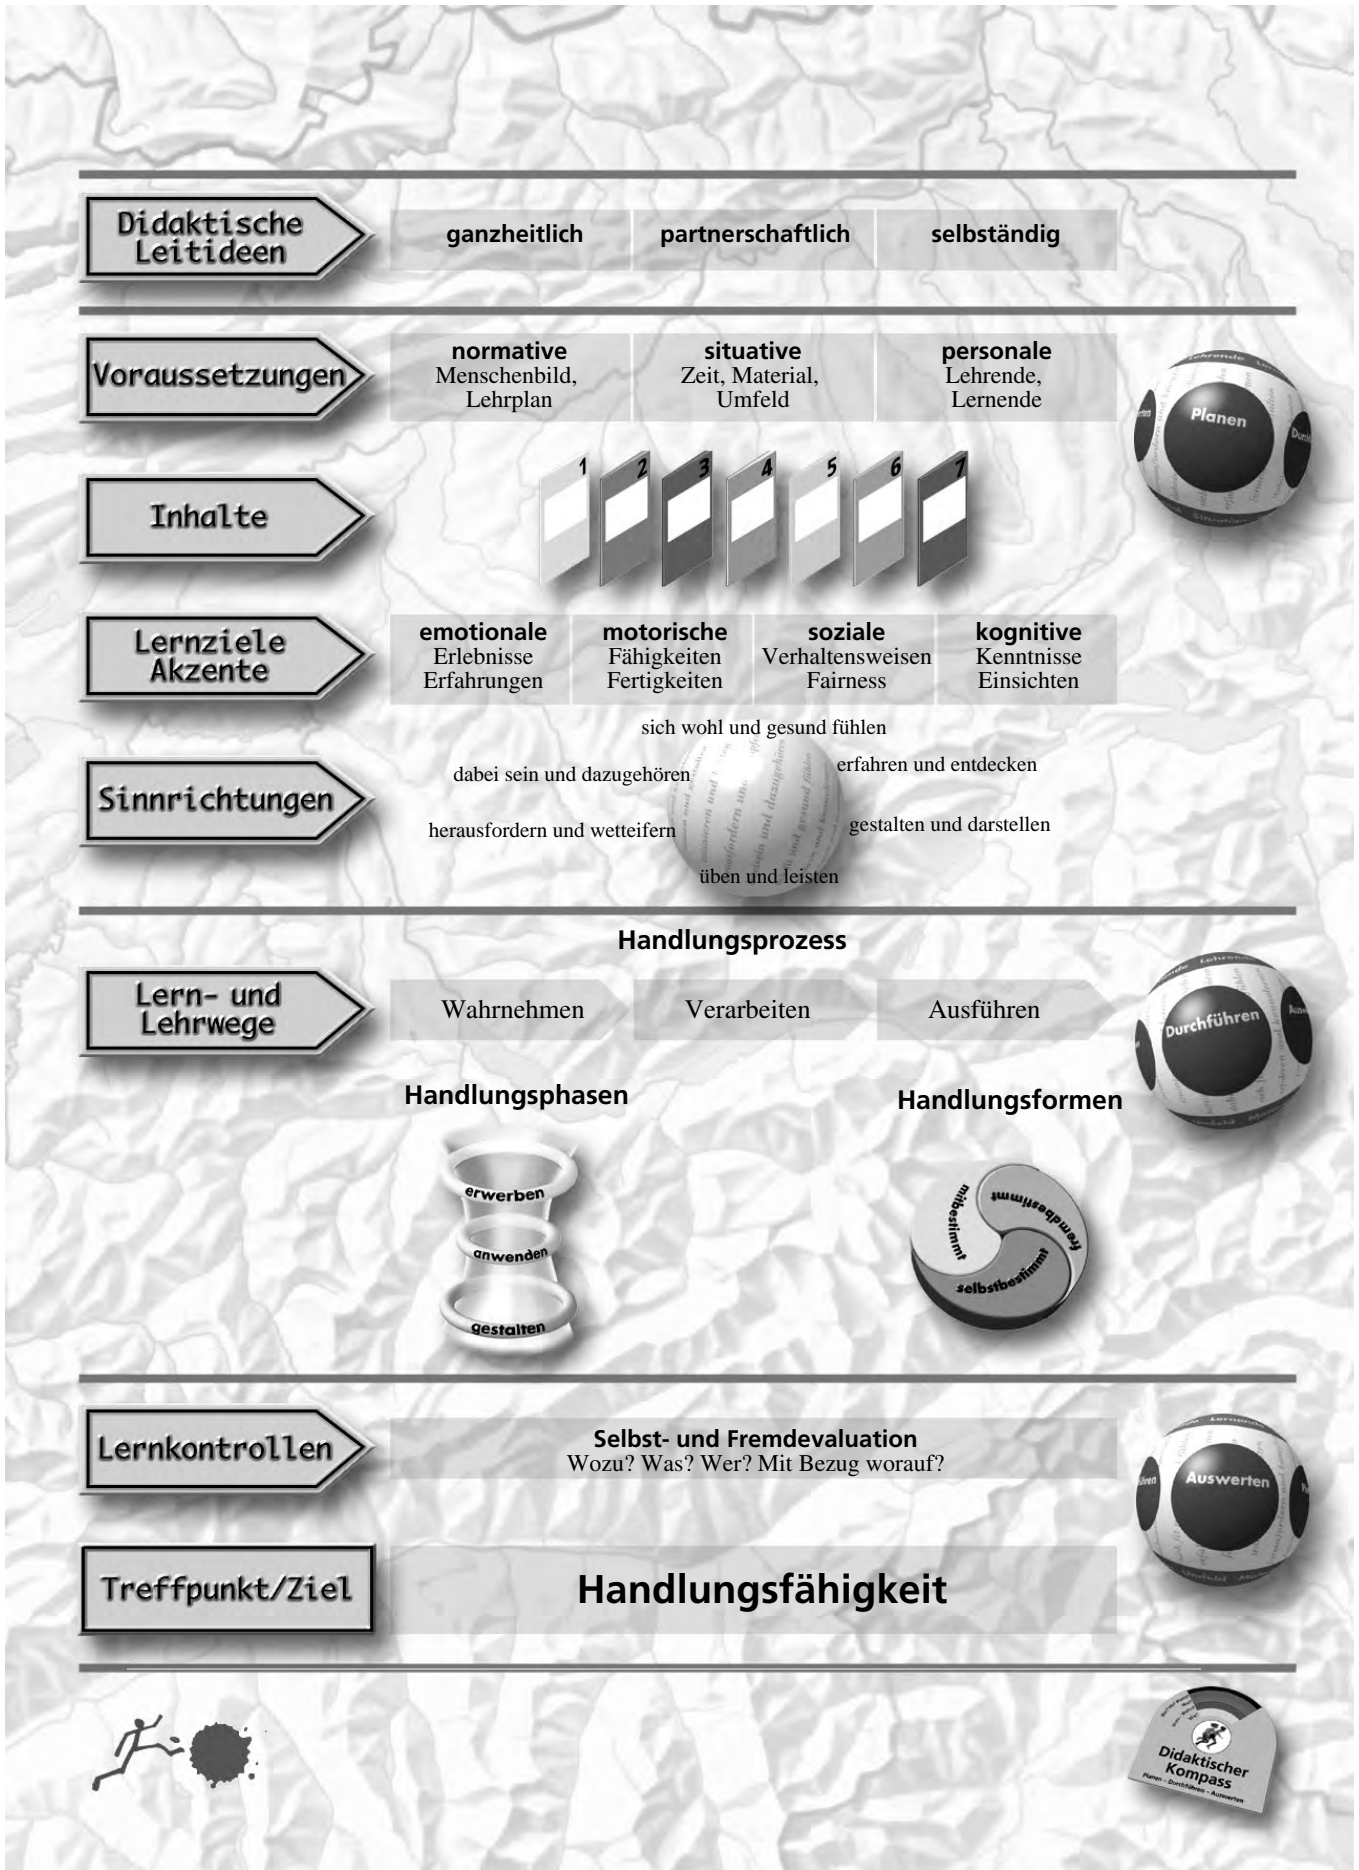 Didaktische
Leitideen
ganzheitlich
partnerschaftlich
selbständig
Voraussetzungen
normative
Menschenbild,
Lehrplan
situative
Zeit, Material,
Umfeld
personale
Lehrende,
Lernende
Planen
Inhalte
1 2 3 4 5 6 7
Lernziele
Akzente
emotionale
Erlebnisse
Erfahrungen
motorische
Fähigkeiten
Fertigkeiten
soziale
Verhaltensweisen
Fairness
kognitive
Kenntnisse
Einsichten
Sinnrichtungen
sich wohl und gesund fühlen
dabei sein und dazugehören
erfahren und entdecken
herausfordern und wetteifern
gestalten und darstellen
üben und leisten
Handlungsprozess
Lern- und
Lehrwege
Wahrnehmen
Verarbeiten
Ausführen
Durchführen
Handlungsphasen
erwerben
anwenden
gestalten
Handlungsformen
mitbestimmt
fremdbestimmt
selbstbestimmt
Lernkontrollen
Selbst- und Fremdevaluation
Wozu? Was? Wer? Mit Bezug worauf?
Auswerten
Treffpunkt/Ziel
Handlungsfähigkeit
Didaktischer
Kompass
Planen – Durchführen – Auswerten